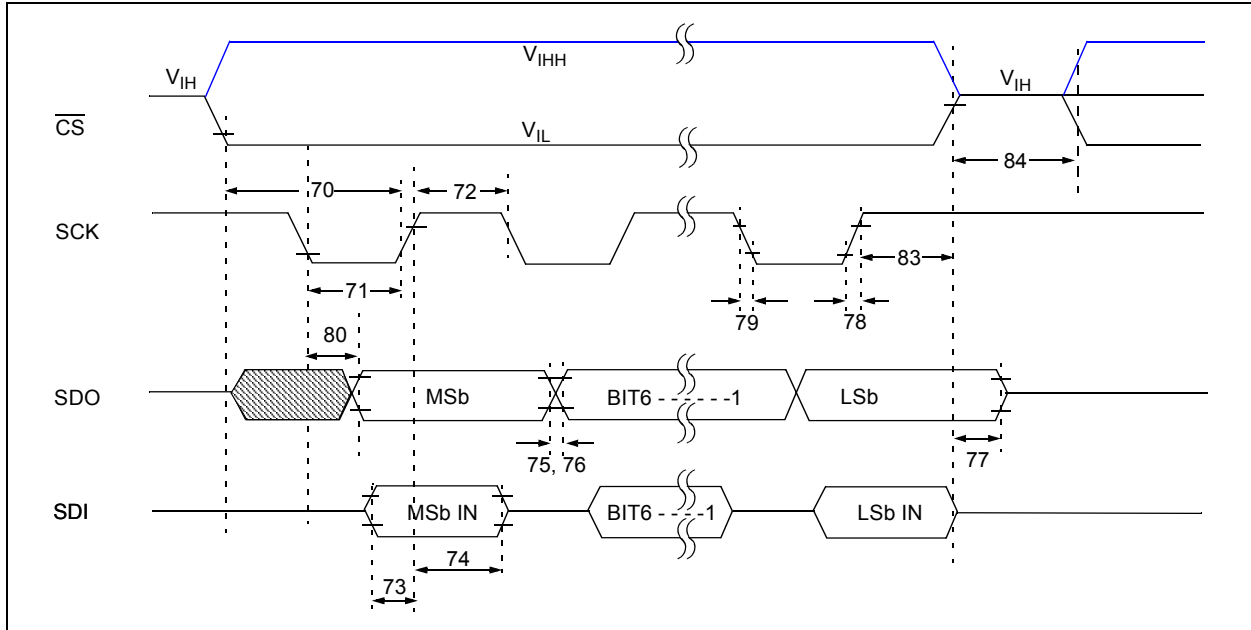 VIH
VIHH
VIH
CS
VIL
84
70
72
SCK
83
71
79
78
80
SDO
MSb
BIT6 - - - - - -1
LSb
75, 76
77
SDI
MSb IN
BIT6 - - - - -1
LSb IN
74
73